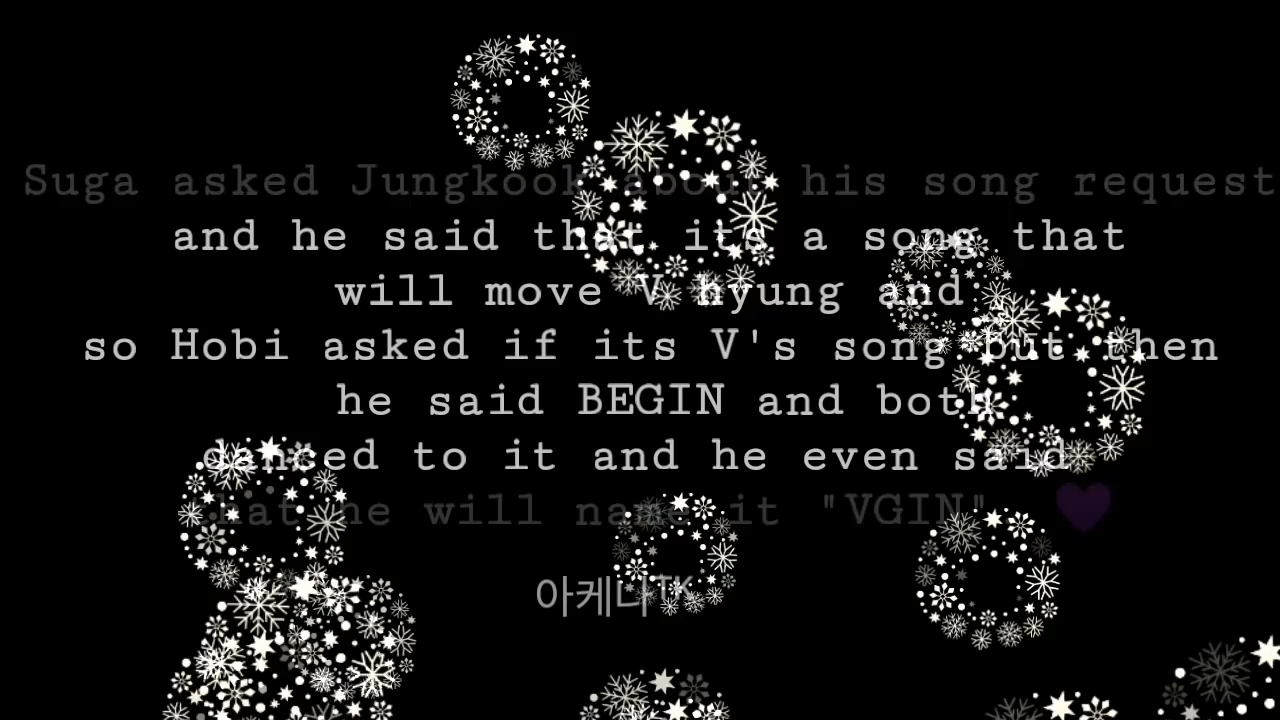 Suga asked Jungkook about his song request
and he said that its a song that
will move V hyung and
so Hobi asked if its V's song but then
he said BEGIN and both
danced to it and he even said
that he will name it "VGIN" 💜
아케나ᵀᴷ